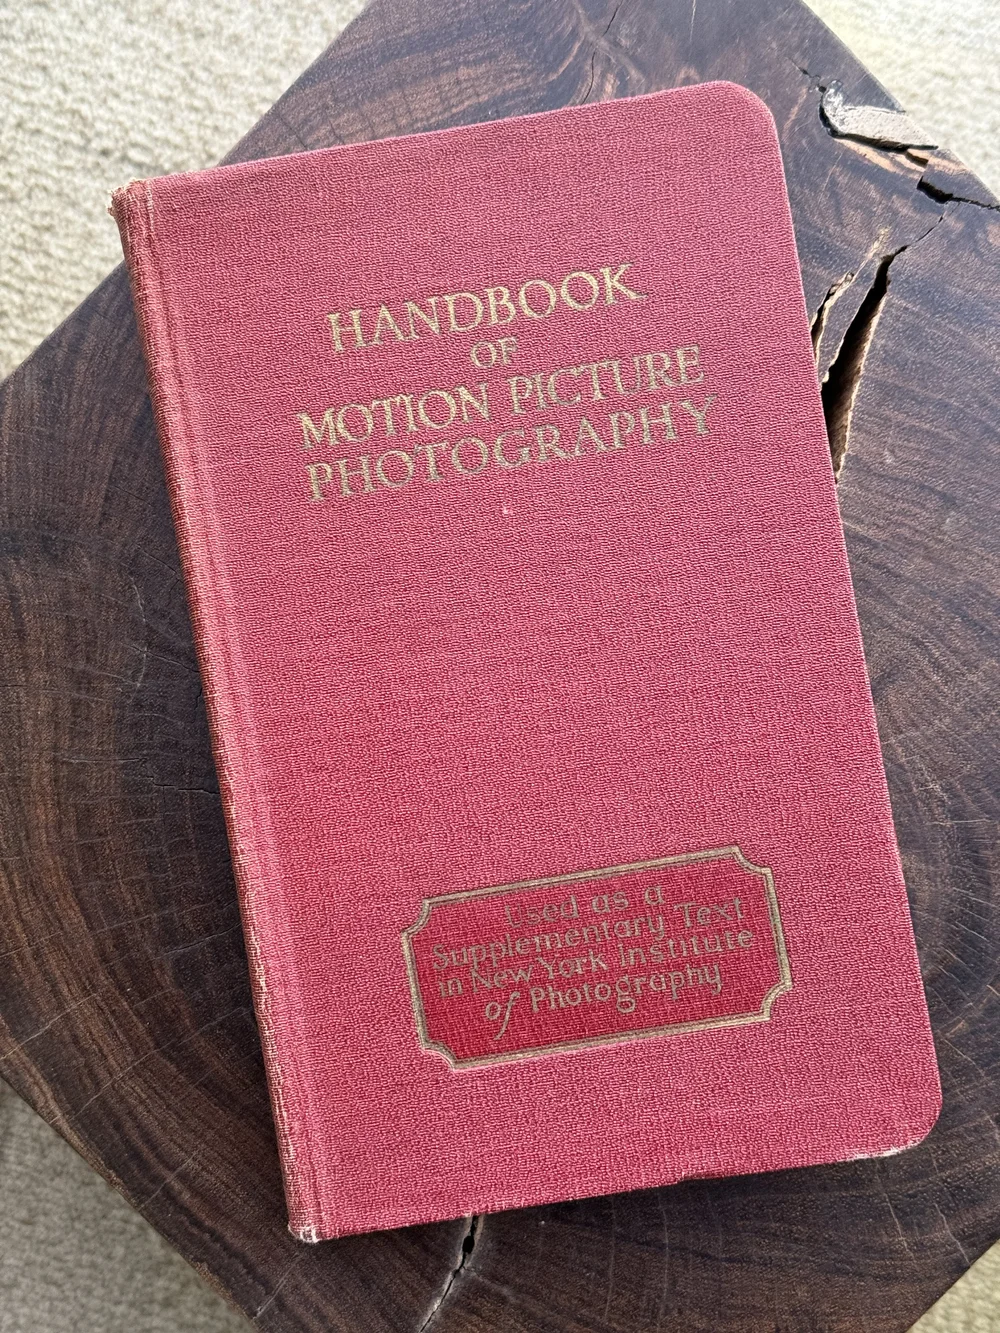 HANDBOOK
OF
MOTION PICTURE
PHOTOGRAPHY
Used as a
Supplementary Text
in New York Institute
of Photography